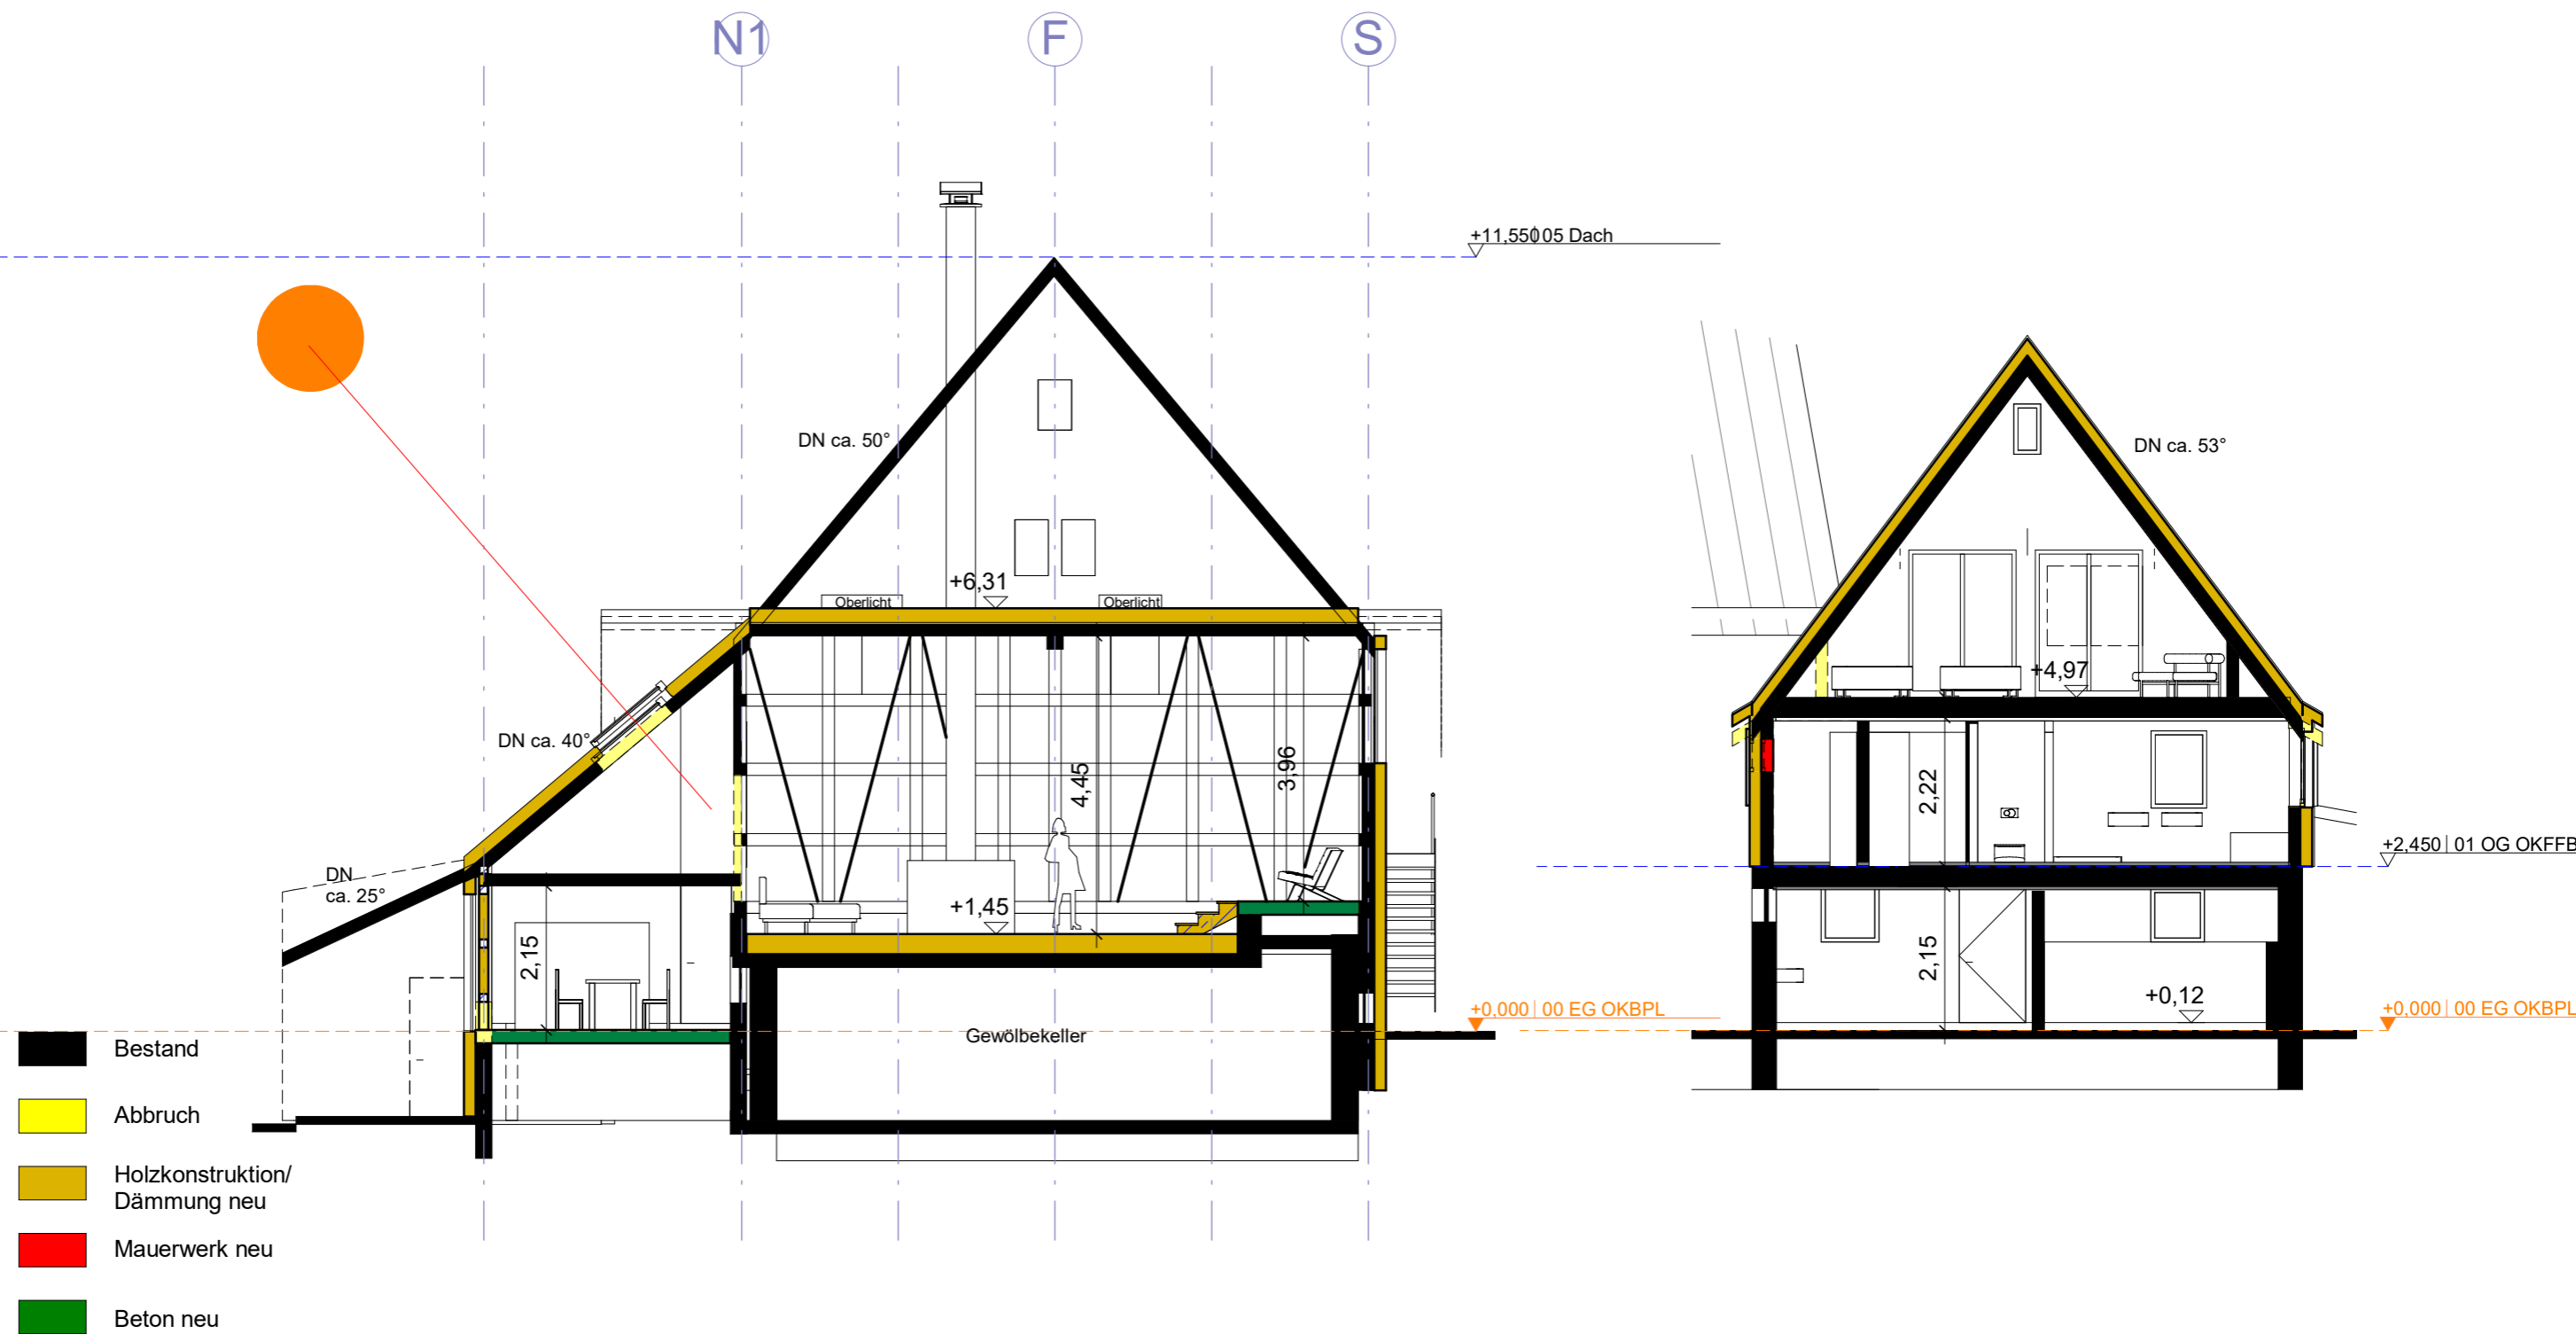 N1
F
S
+11,550 05 Dach
DN ca. 50°
DN ca. 53°
+6,31
Oberlicht
Oberlicht
+4,97
DN ca. 40°
4,45
3,96
2,22
+2,450 | 01 OG OKFFB
DN
ca. 25°
+1,45
2,15
2,15
+0,12
+0,000 | 00 EG OKBPL
+0,000 | 00 EG OKBPL
Gewölbekeller
Bestand
Abbruch
Holzkonstruktion/
Dämmung neu
Mauerwerk neu
Beton neu